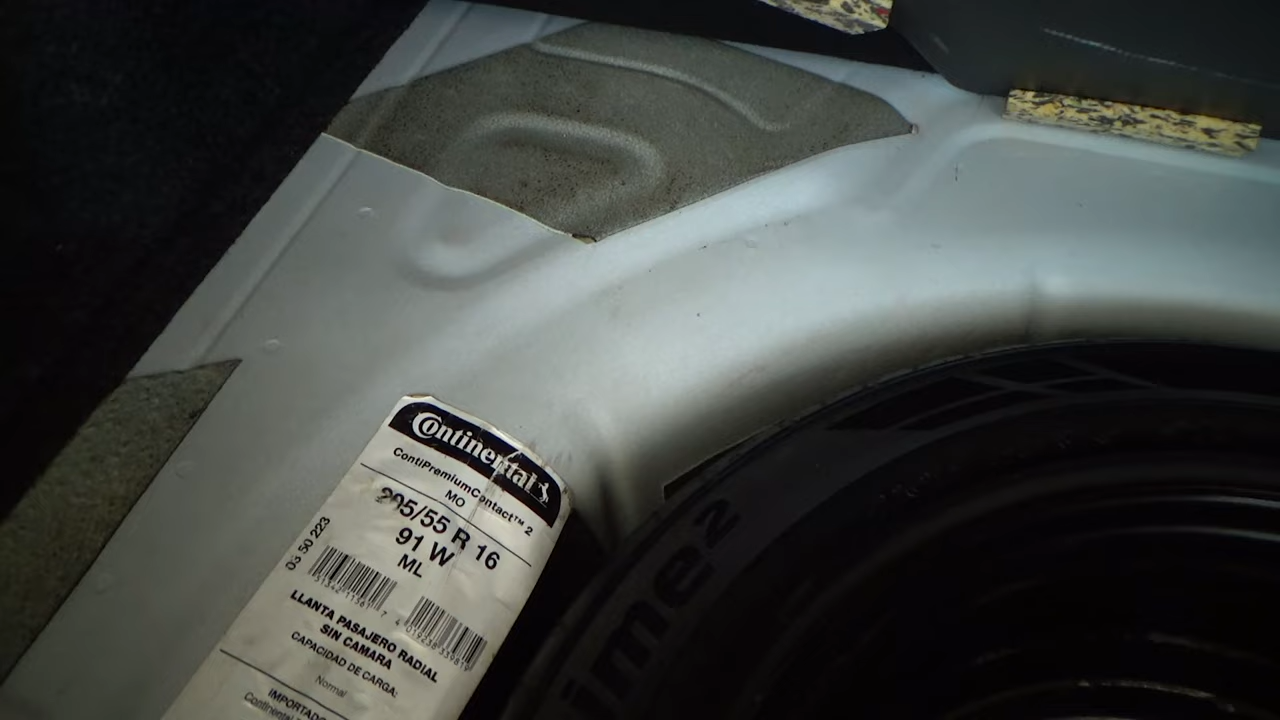 Continental
ContiPremiumContact™ 2
MO
205/55 R 16
91 W
ML
03 50 223
LLANTA PASAJERO RADIAL
SIN CAMARA
CAPACIDAD DE CARGA:
Normal
Continental